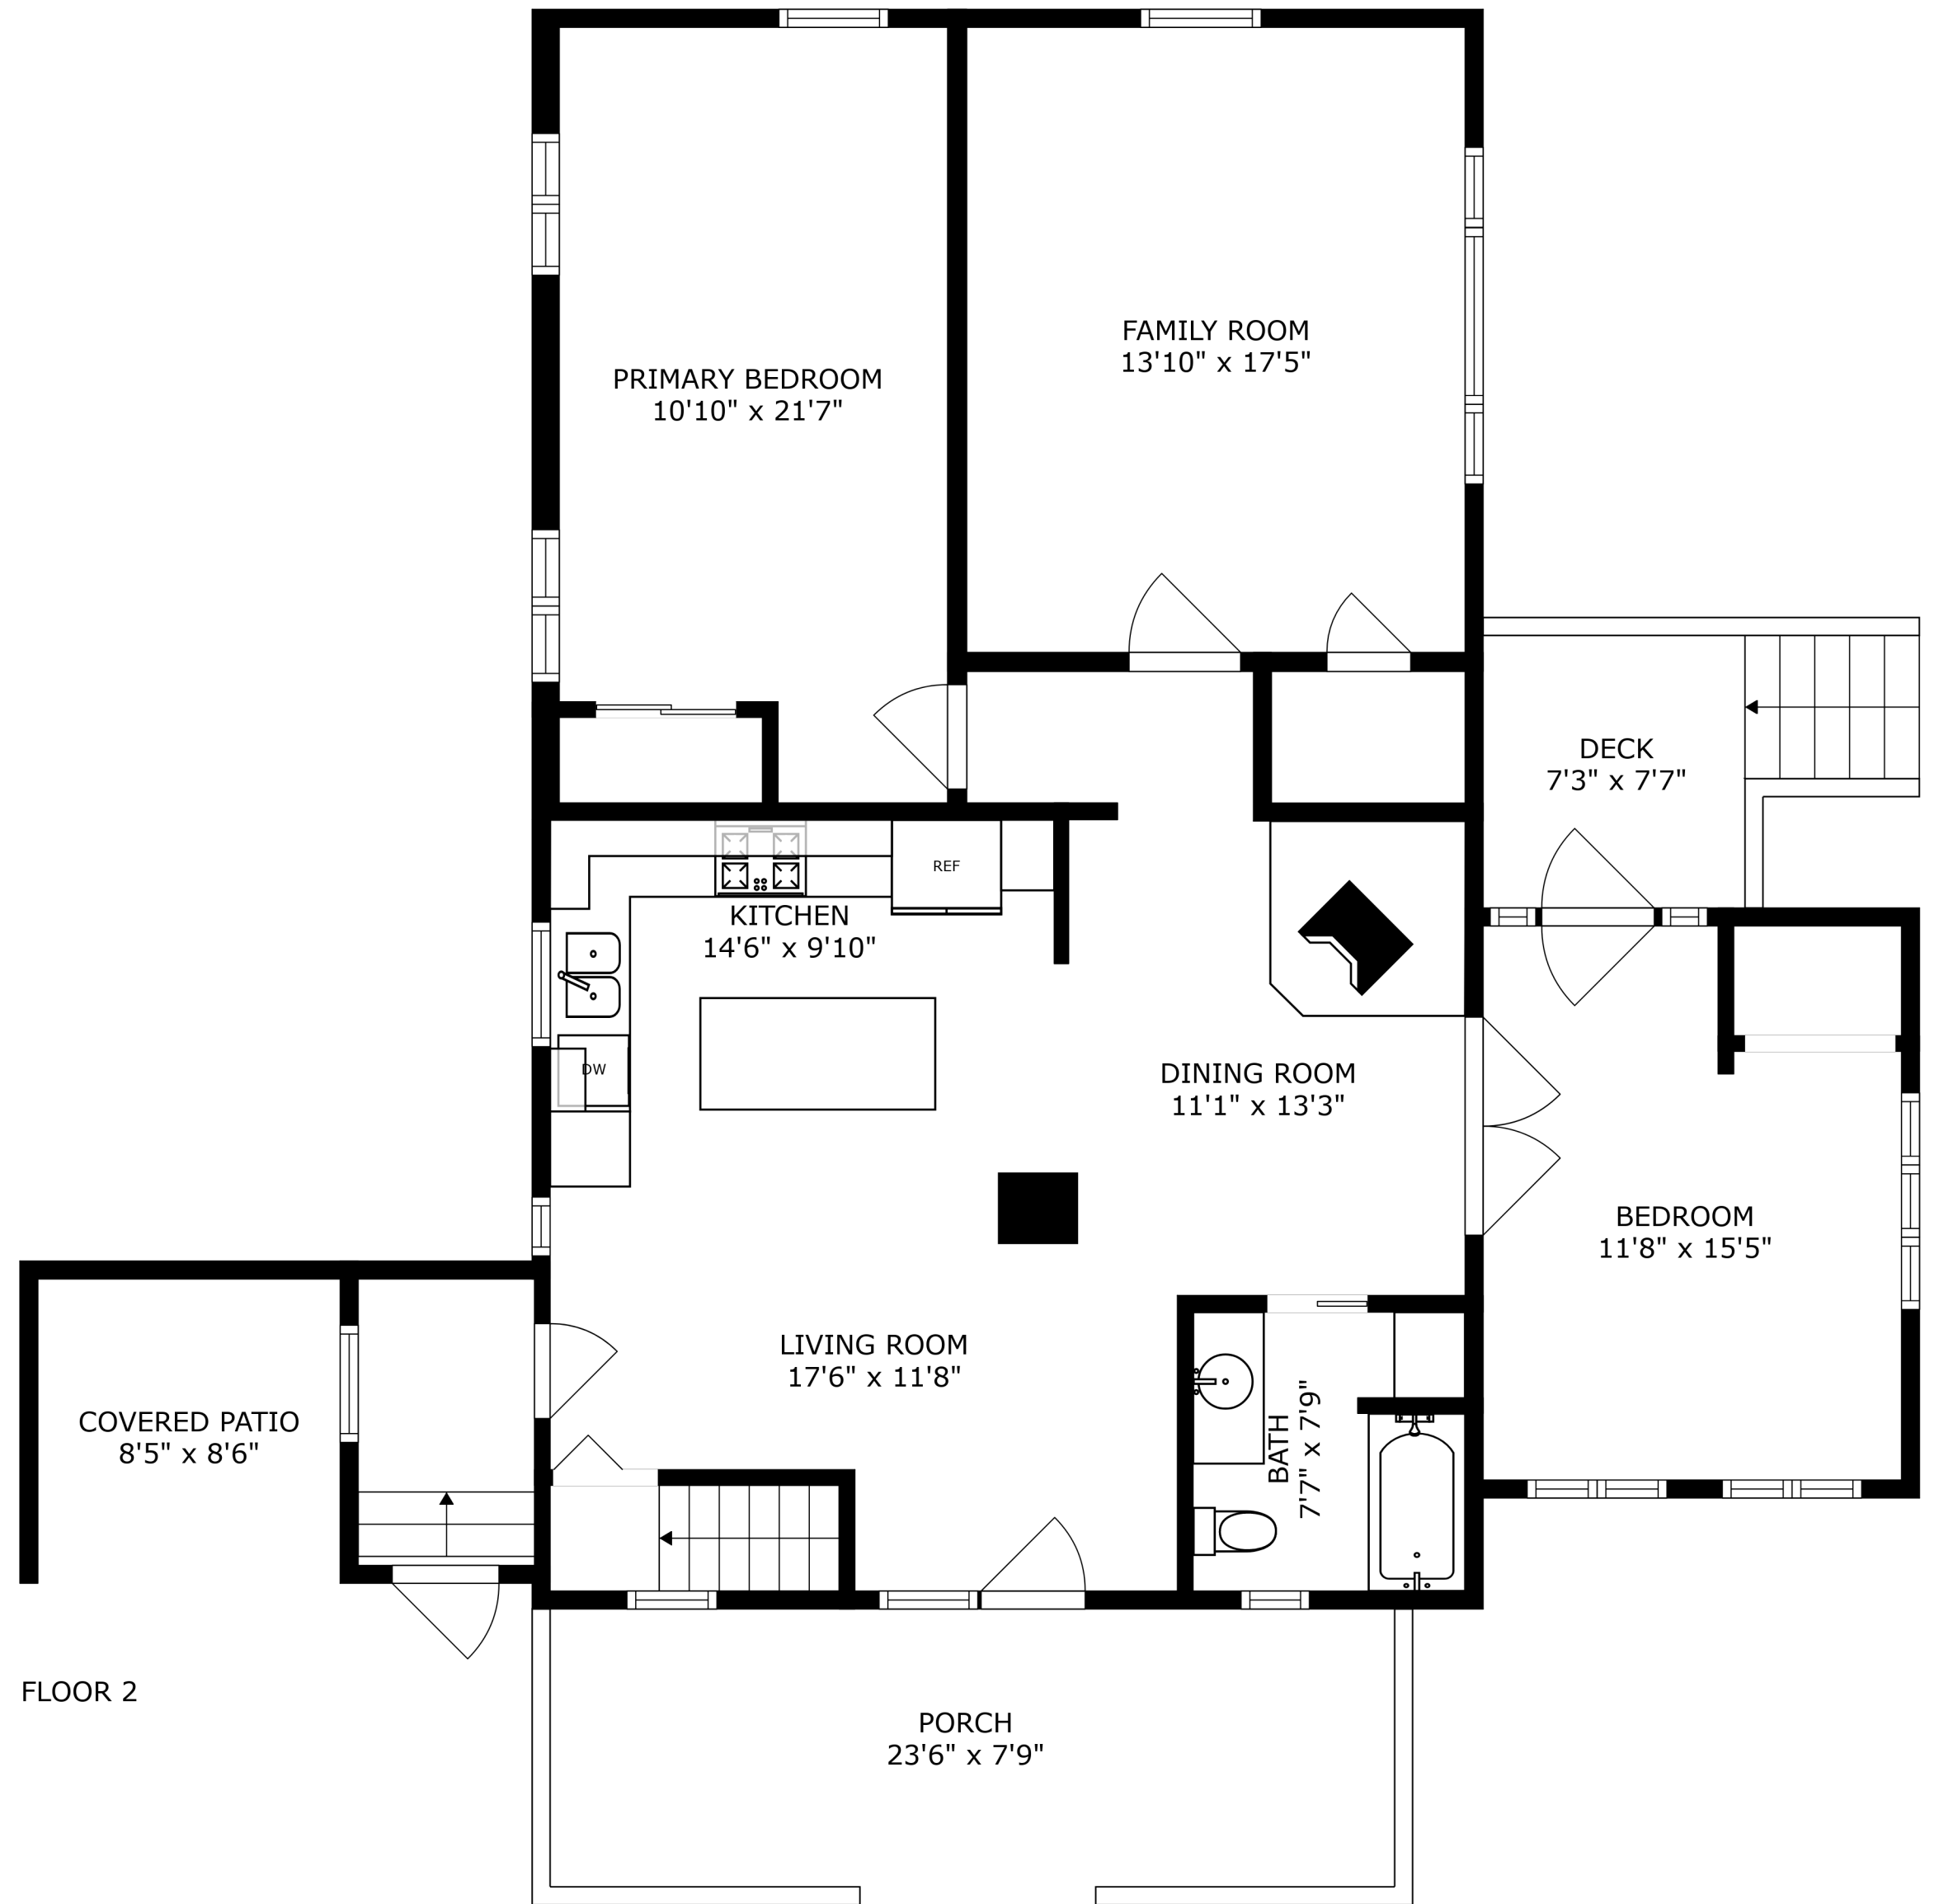 FAMILY ROOM
13'10" x 17'5"
PRIMARY BEDROOM
10'10" x 21'7"
DECK
7'3" x 7'7"
REF
KITCHEN
14'6" x 9'10"
DW
DINING ROOM
11'1" x 13'3"
BEDROOM
11'8" x 15'5"
LIVING ROOM
17'6" x 11'8"
COVERED PATIO
8'5" x 8'6"
BATH
7'7" x 7'9"
FLOOR 2
PORCH
23'6" x 7'9"